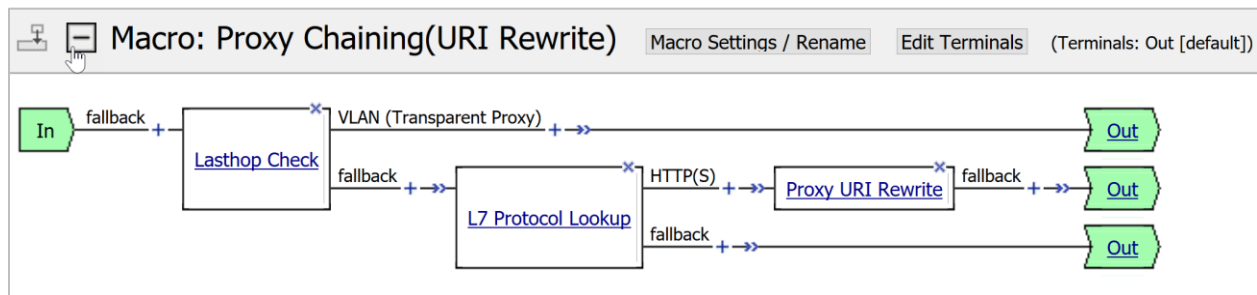 Macro: Proxy Chaining(URI Rewrite) Macro Settings / Rename Edit Terminals (Terminals: Out [default])
In fallback + Lasthop Check VLAN (Transparent Proxy) + Out
fallback + L7 Protocol Lookup HTTP(S) + Proxy URI Rewrite fallback + Out
fallback + Out